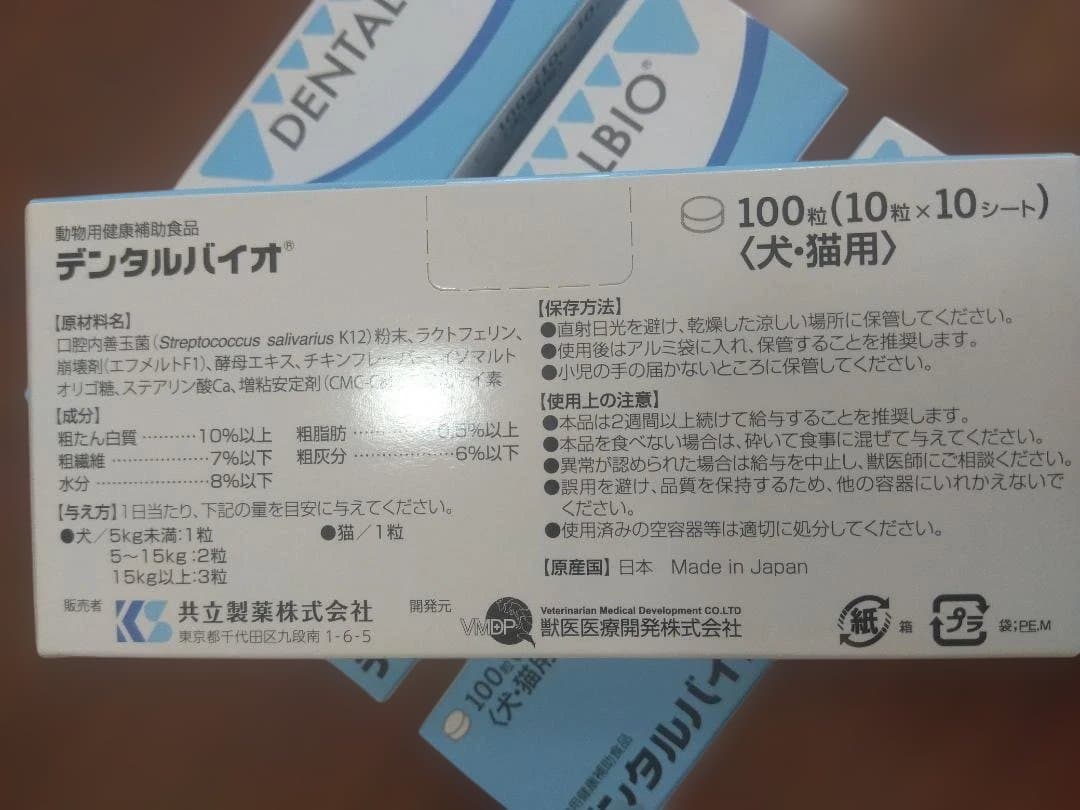 DENTAL
LBIO®
動物用健康補助食品
デンタルバイオ®
100粒(10粒×10シート)
〈犬・猫用〉
【原材料名】
口腔内善玉菌(Streptococcus salivarius K12)粉末、ラクトフェリン、
崩壊剤(エフメルトF1)、酵母エキス、チキンフレーバー、イソマルト
オリゴ糖、ステアリン酸Ca、増粘安定剤(CMC-Ca)、 ケイ素
【成分】
粗たん白質 ………10%以上 粗脂肪 ………0.5%以上
粗繊維 ………7%以下 粗灰分 ………6%以下
水分 ………8%以下
【与え方】1日当たり、下記の量を目安に与えてください。
●犬/5kg未満:1粒 ●猫/1粒
5〜15kg:2粒
15kg以上:3粒
【保存方法】
●直射日光を避け、乾燥した涼しい場所に保管してください。
●使用後はアルミ袋に入れ、保管することを推奨します。
●小児の手の届かないところに保管してください。
【使用上の注意】
●本品は2週間以上続けて給与することを推奨します。
●本品を食べない場合は、砕いて食事に混ぜて与えてください。
●異常が認められた場合は給与を中止し、獣医師にご相談ください。
●誤用を避け、品質を保持するため、他の容器にいれかえないで
ください。
●使用済みの空容器等は適切に処分してください。
【原産国】日本 Made in Japan
販売者 KS 共立製薬株式会社
東京都千代田区九段南1-6-5
開発元 VMDP Veterinarian Medical Development CO.LTD
獣医医療開発株式会社
紙 箱 プラ 袋;PE,M
100粒
〈犬・猫用
動物用健康補助食品
デンタルバイ